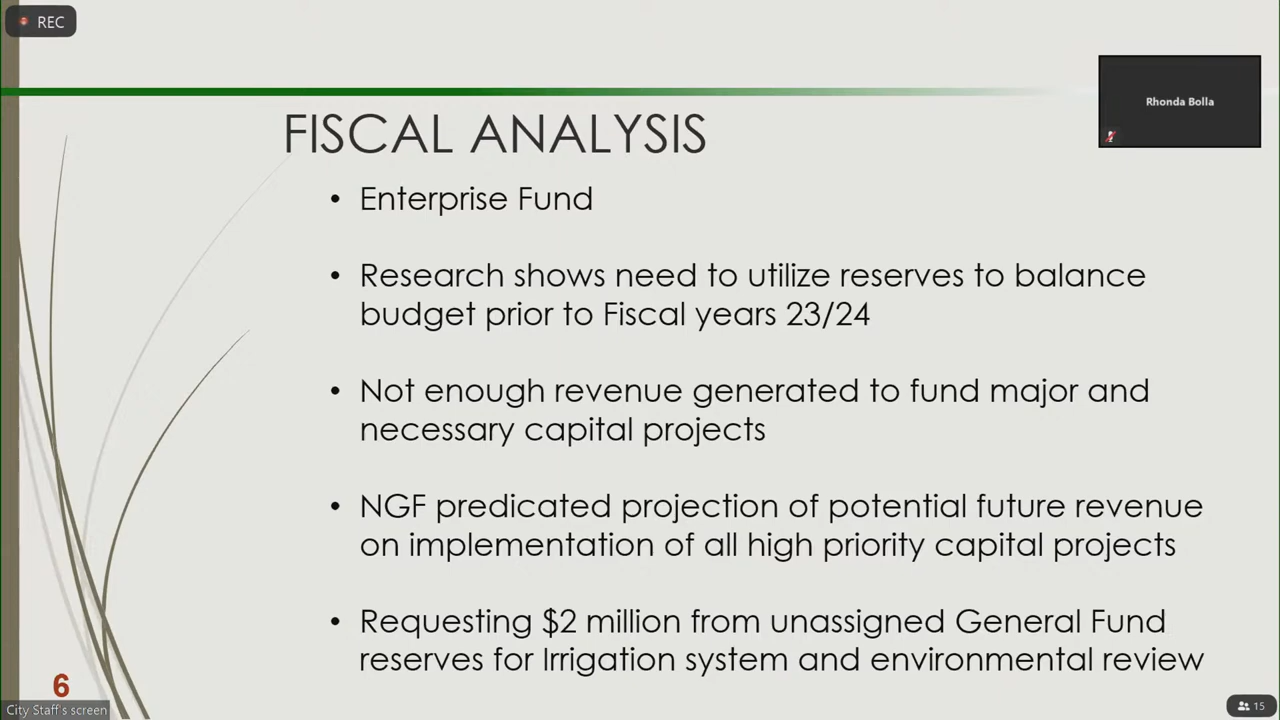 REC
Rhonda Bolla
FISCAL ANALYSIS
• Enterprise Fund
• Research shows need to utilize reserves to balance
budget prior to Fiscal years 23/24
• Not enough revenue generated to fund major and
necessary capital projects
• NGF predicated projection of potential future revenue
on implementation of all high priority capital projects
• Requesting $2 million from unassigned General Fund
reserves for Irrigation system and environmental review
6
City Staff's screen
15